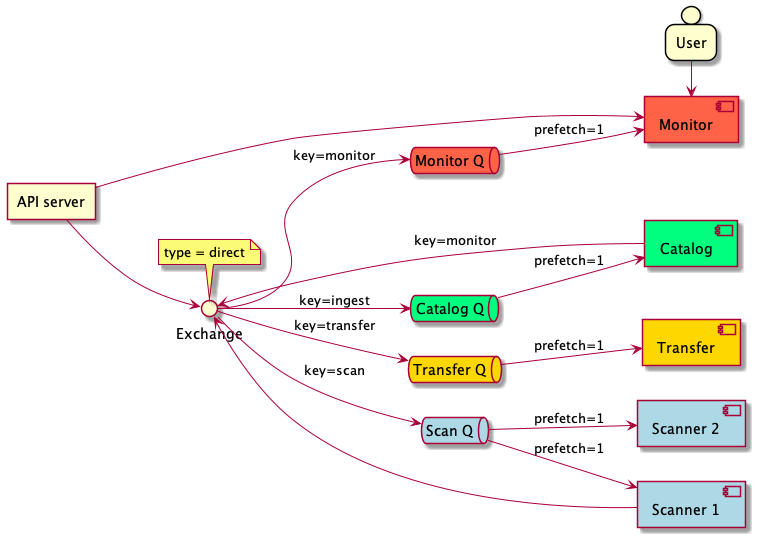 User
prefetch=1
Monitor
key=monitor
Monitor Q
API server
key=monitor
Catalog
type = direct
prefetch=1
key=ingest
Catalog Q
Exchange
key=transfer
prefetch=1
Transfer
Transfer Q
key=scan
prefetch=1
Scan Q
Scanner 2
prefetch=1
Scanner 1